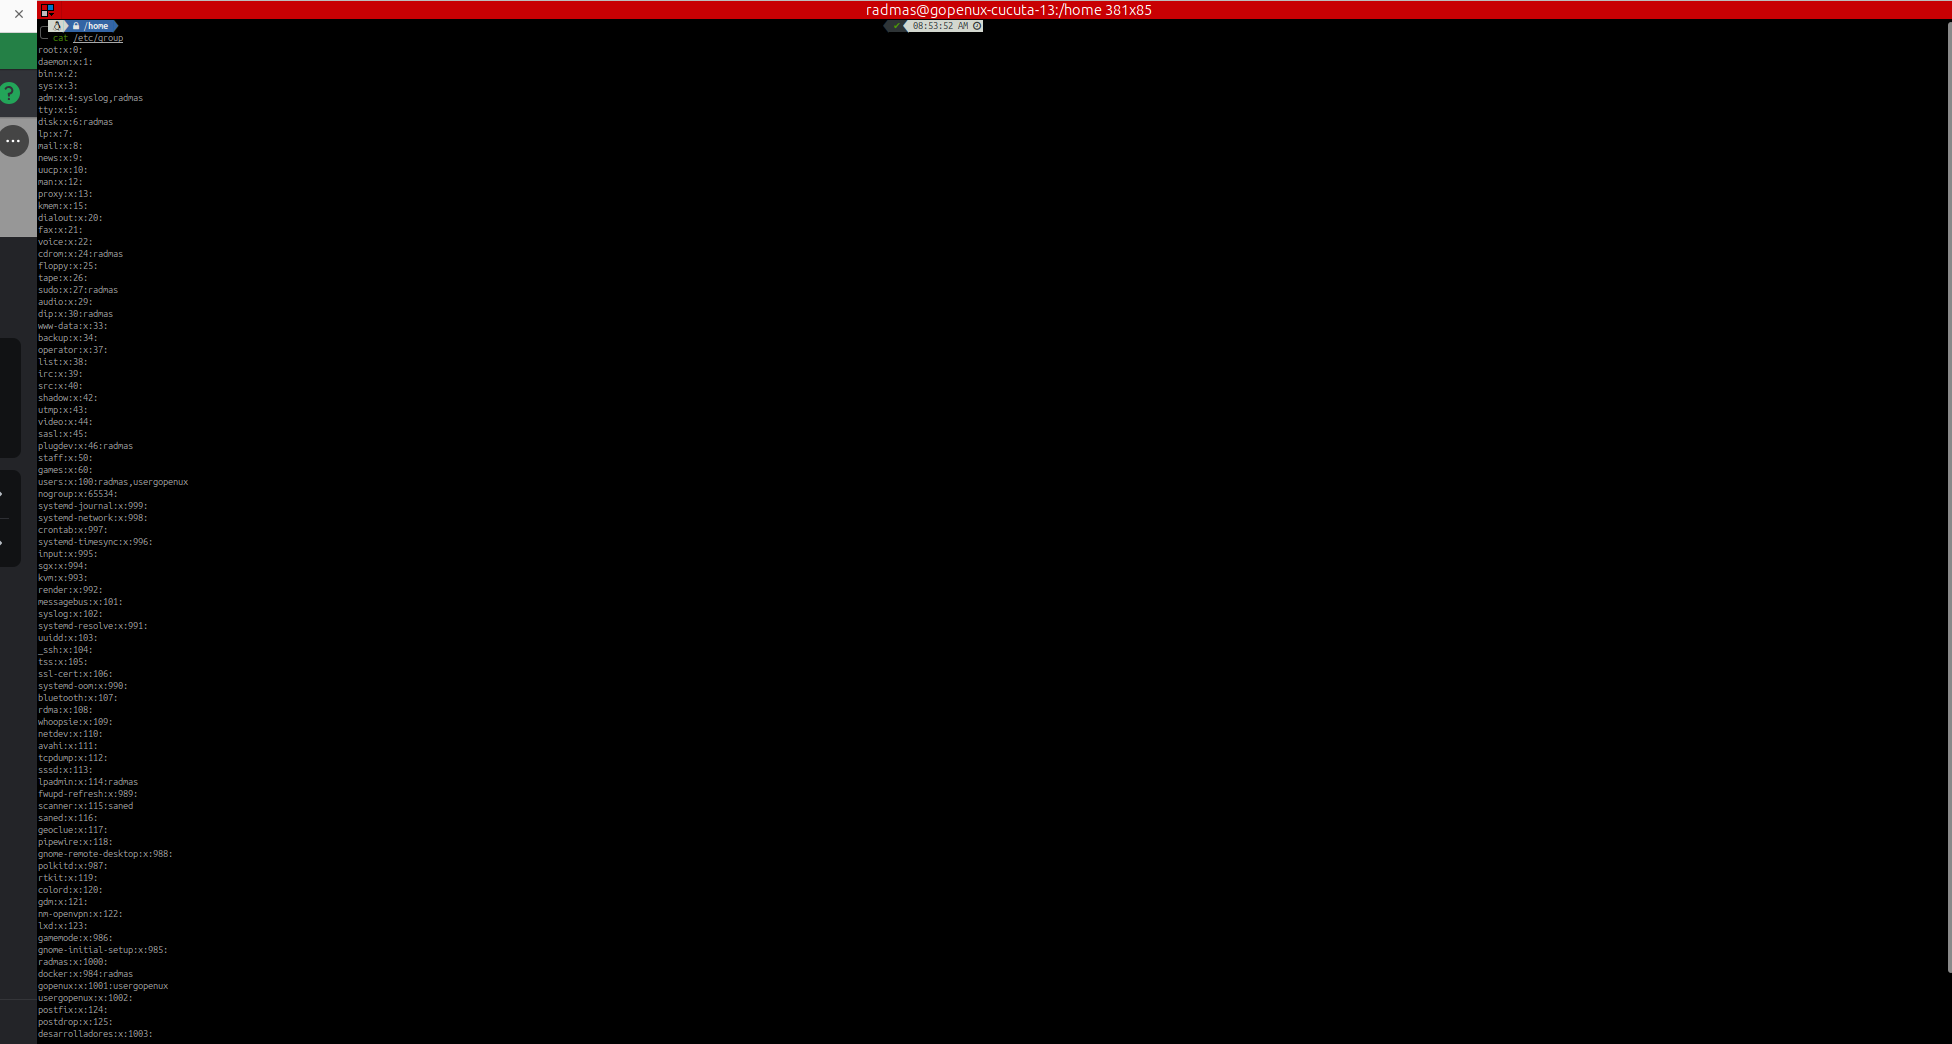 radmas@gopenux-cucuta-13:/home 381x85
/home
08:53:52 AM
cat /etc/group
root:x:0:
daemon:x:1:
bin:x:2:
sys:x:3:
adm:x:4:syslog,radmas
tty:x:5:
disk:x:6:radmas
lp:x:7:
mail:x:8:
news:x:9:
uucp:x:10:
man:x:12:
proxy:x:13:
kmem:x:15:
dialout:x:20:
fax:x:21:
voice:x:22:
cdrom:x:24:radmas
floppy:x:25:
tape:x:26:
sudo:x:27:radmas
audio:x:29:
dip:x:30:radmas
www-data:x:33:
backup:x:34:
operator:x:37:
list:x:38:
irc:x:39:
src:x:40:
shadow:x:42:
utmp:x:43:
video:x:44:
sasl:x:45:
plugdev:x:46:radmas
staff:x:50:
games:x:60:
users:x:100:radmas,usergopenux
nogroup:x:65534:
systemd-journal:x:999:
systemd-network:x:998:
crontab:x:997:
systemd-timesync:x:996:
input:x:995:
sgx:x:994:
kvm:x:993:
render:x:992:
messagebus:x:101:
syslog:x:102:
systemd-resolve:x:991:
uuidd:x:103:
_ssh:x:104:
tss:x:105:
ssl-cert:x:106:
systemd-oom:x:990:
bluetooth:x:107:
rdma:x:108:
whoopsie:x:109:
netdev:x:110:
avahi:x:111:
tcpdump:x:112:
sssd:x:113:
lpadmin:x:114:radmas
fwupd-refresh:x:989:
scanner:x:115:saned
saned:x:116:
geoclue:x:117:
pipewire:x:118:
gnome-remote-desktop:x:988:
polkitd:x:987:
rtkit:x:119:
colord:x:120:
gdm:x:121:
nm-openvpn:x:122:
lxd:x:123:
gamemode:x:986:
gnome-initial-setup:x:985:
radmas:x:1000:
docker:x:984:radmas
gopenux:x:1001:usergopenux
usergopenux:x:1002:
postfix:x:124:
postdrop:x:125:
desarrolladores:x:1003: